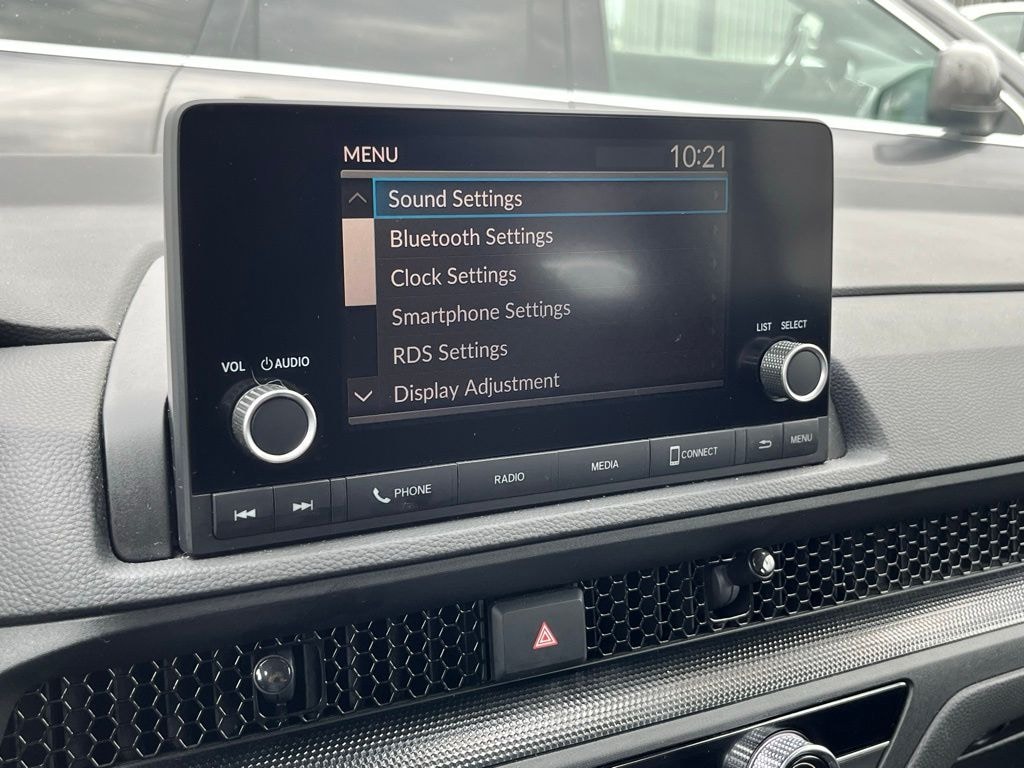 MENU 10:21
Sound Settings
Bluetooth Settings
Clock Settings
Smartphone Settings
RDS Settings
Display Adjustment
VOL AUDIO
LIST SELECT
PHONE RADIO MEDIA CONNECT MENU